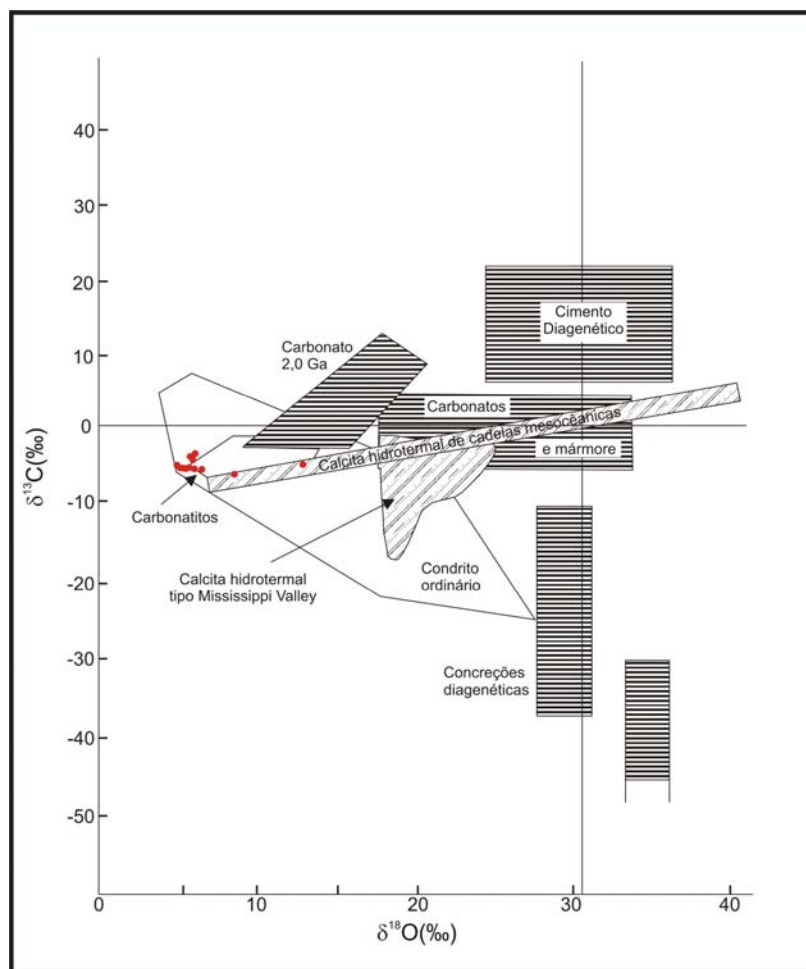 δ13C(‰)
40
30
20
10
0
-10
-20
-30
-40
-50
Cimento
Diagenético
Carbonato
2,0 Ga
Carbonatos
e mármore
Calcita hidrotermal de cadeias mesocêanicas
Carbonatitos
Calcita hidrotermal
tipo Mississippi Valley
Condrito
ordinário
Concreções
diagenéticas
0
10
20
30
40
δ18O(‰)